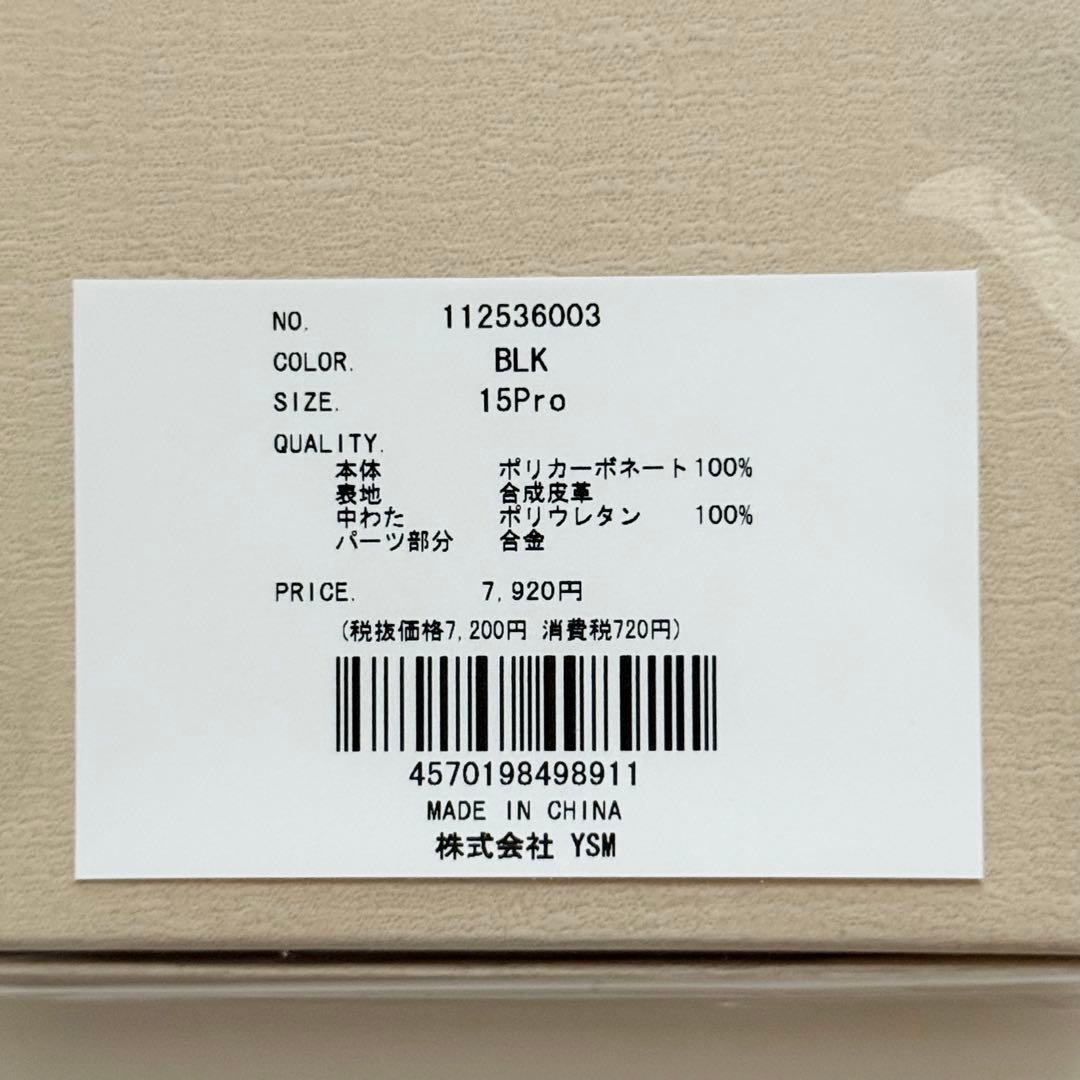 NO. 112536003
COLOR. BLK
SIZE. 15Pro
QUALITY.
本体 ポリカーボネート100%
表地 合成皮革
中わた ポリウレタン 100%
パーツ部分 合金
PRICE. 7,920円
(税抜価格7,200円 消費税720円)
4570198498911
MADE IN CHINA
株式会社 YSM